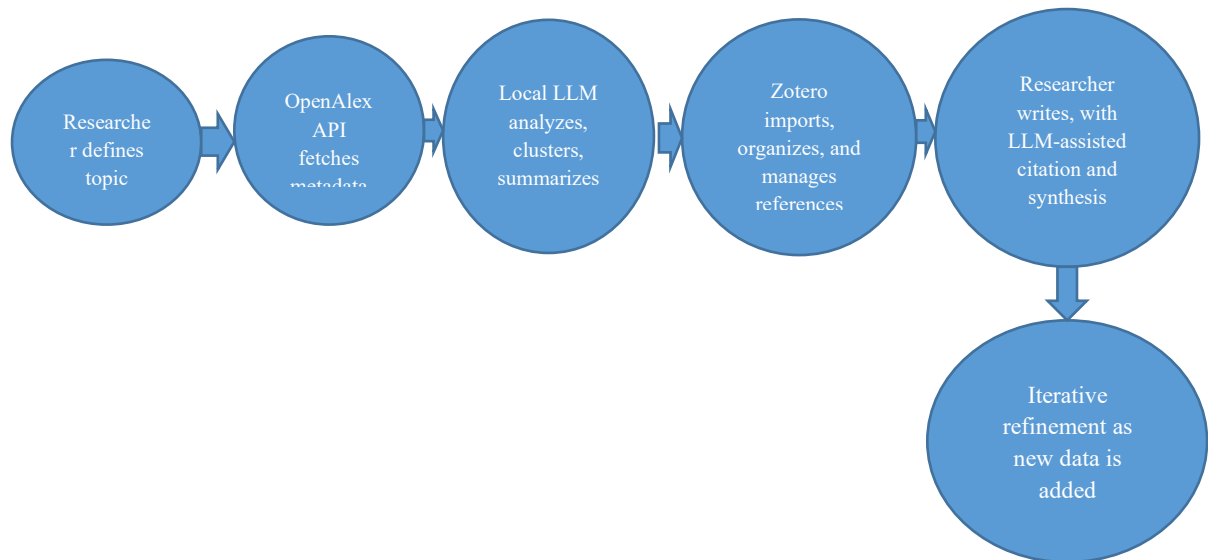 Researche
r defines
topic
OpenAlex
API
fetches
metadata
Local LLM
analyzes,
clusters,
summarizes
Zotero
imports,
organizes, and
manages
references
Researcher
writes, with
LLM-assisted
citation and
synthesis
Iterative
refinement as
new data is
added